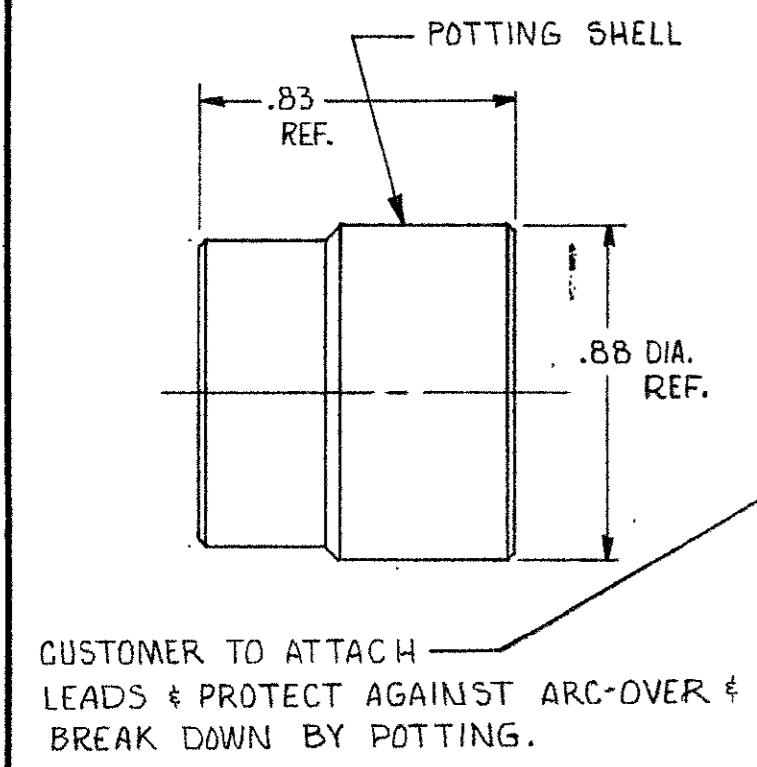 POTTING SHELL
.83
REF.
.88 DIA.
REF.
CUSTOMER TO ATTACH
LEADS & PROTECT AGAINST ARC-OVER &
BREAK DOWN BY POTTING.